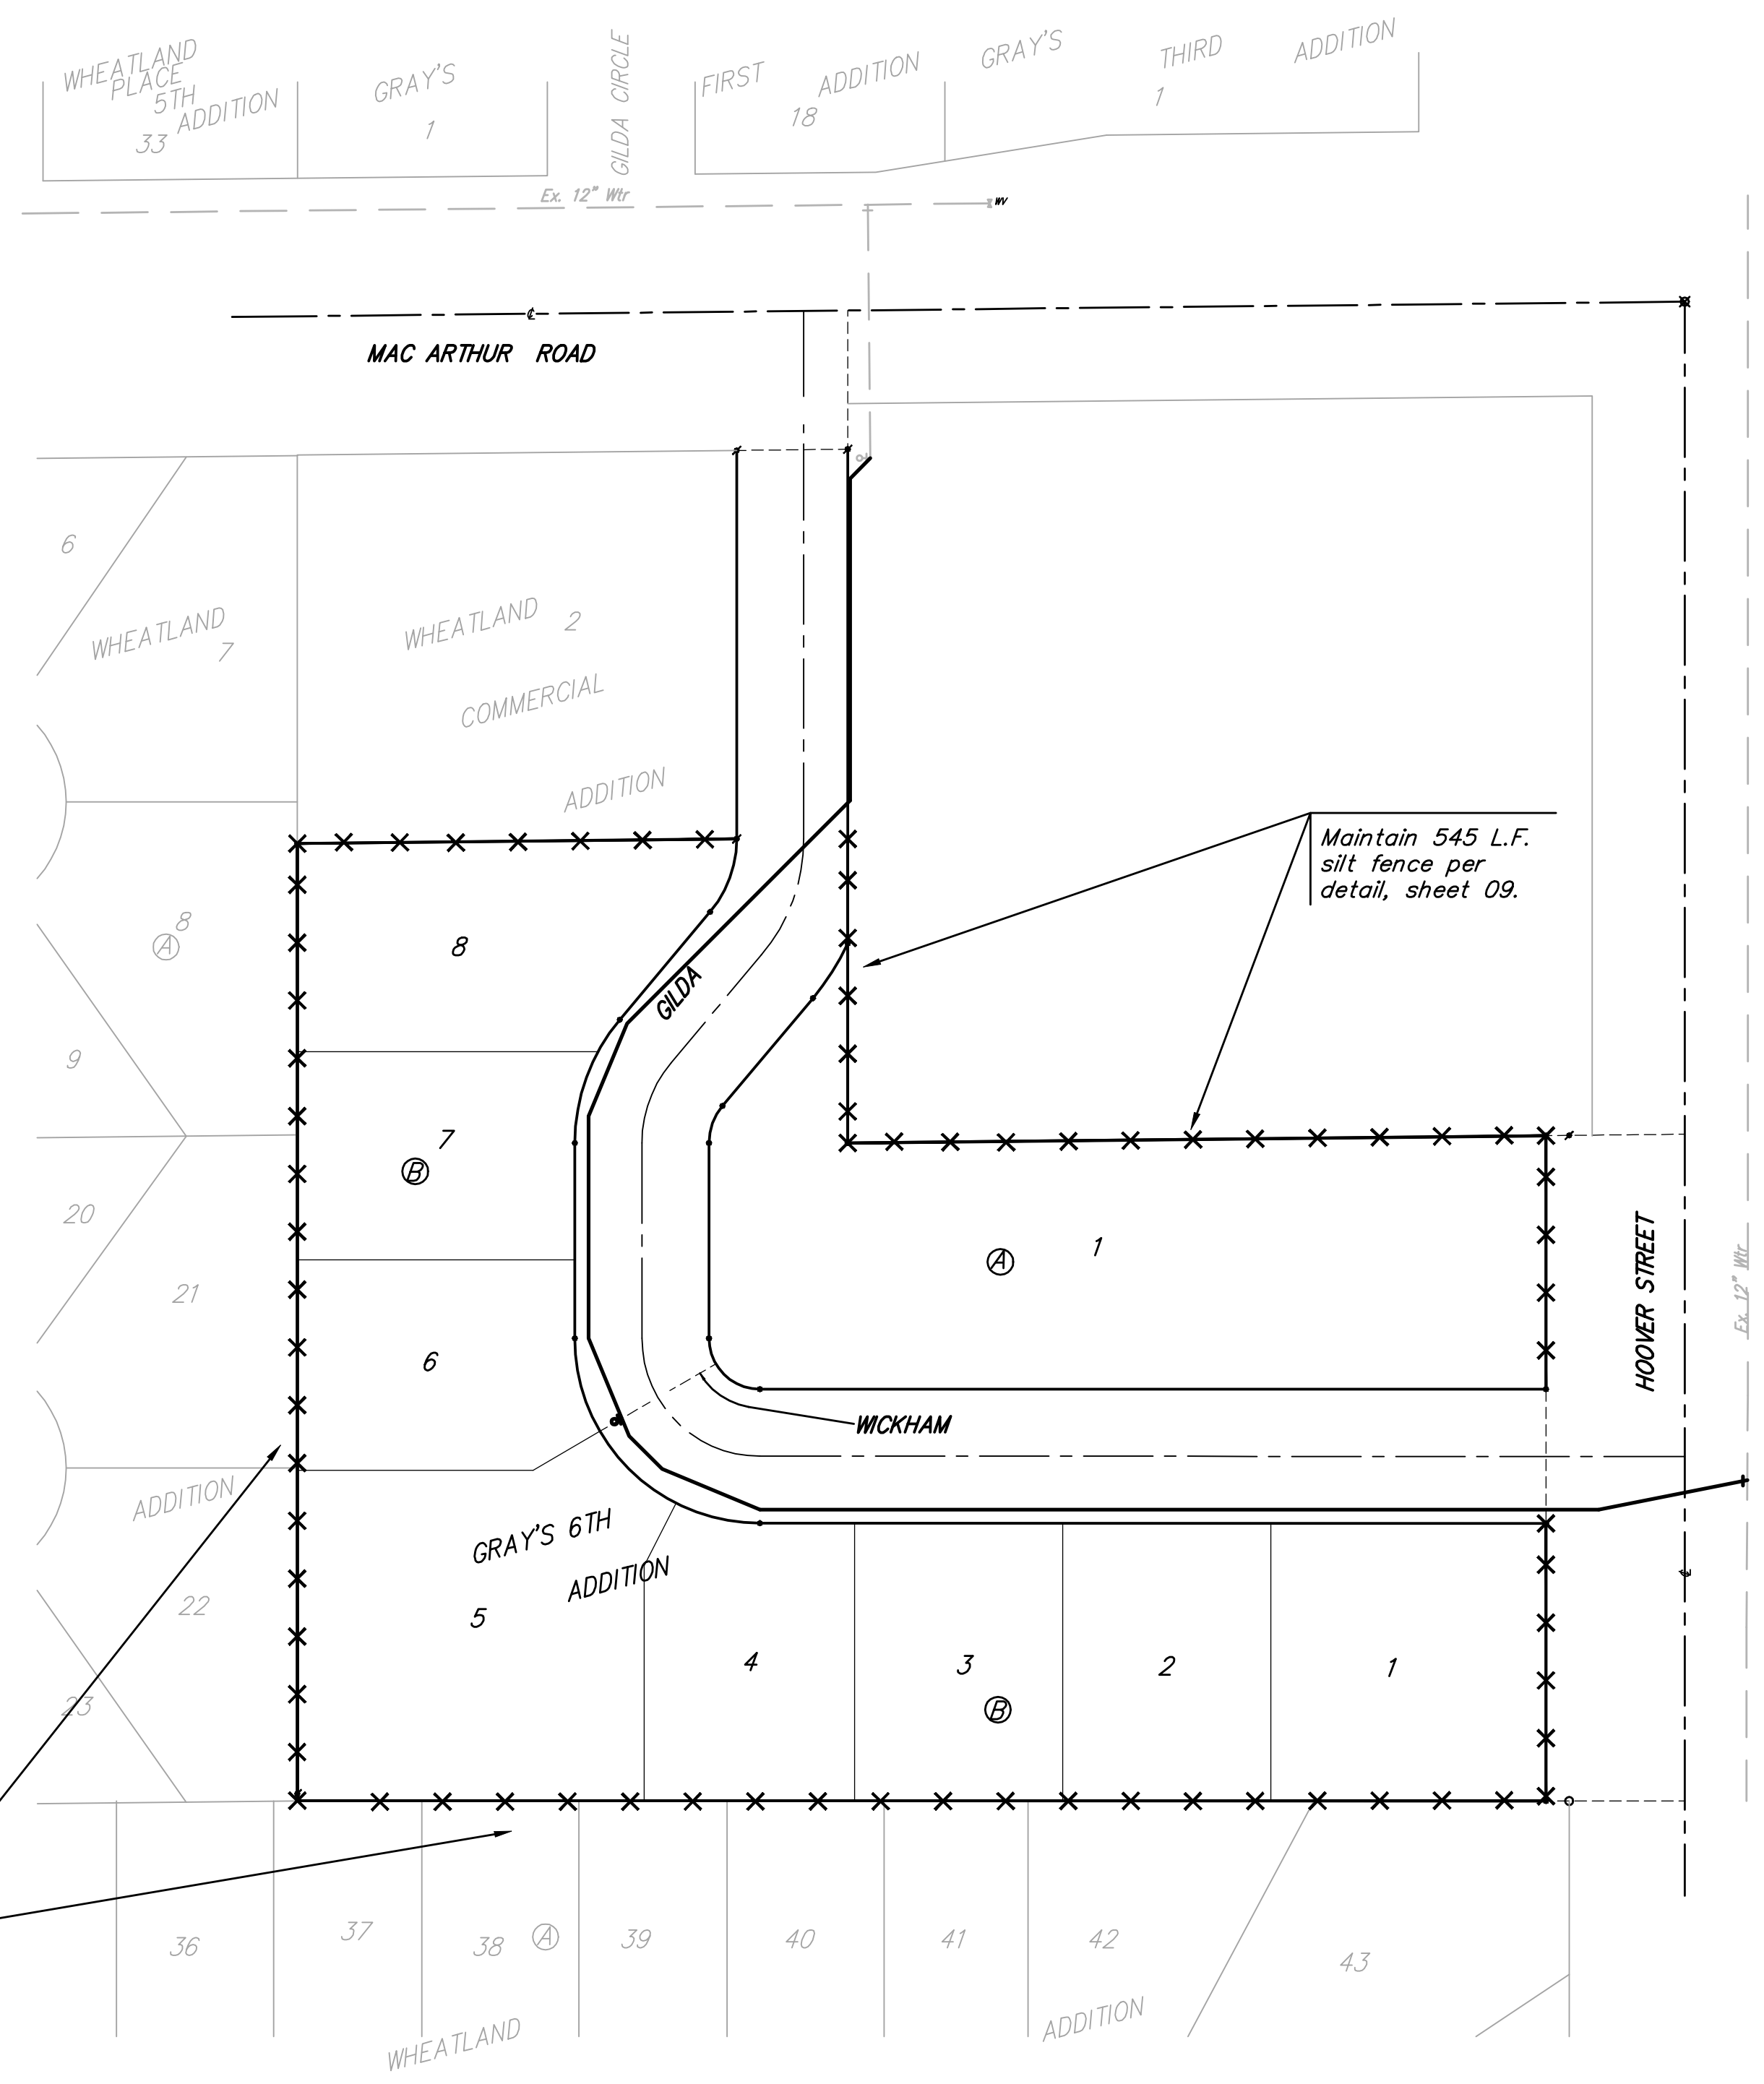 WHEATLAND
PLACE
5TH
ADDITION
33
GRAY'S
1
GILDA CIRCLE
FIRST ADDITION
18
GRAY'S THIRD ADDITION
1
Ex. 12" Wtr
WV
MAC ARTHUR ROAD
6
WHEATLAND
7
WHEATLAND 2
COMMERCIAL
ADDITION
Maintain 545 L.F.
silt fence per
detail, sheet 09.
8
A
8
GILDA
9
7
B
20
21
A
1
HOOVER STREET
Ex. 12" Wtr
6
WICKHAM
ADDITION
GRAY'S 6TH
ADDITION
22
5
4
3
2
1
23
B
36
37
38
A
39
40
41
42
43
WHEATLAND
ADDITION